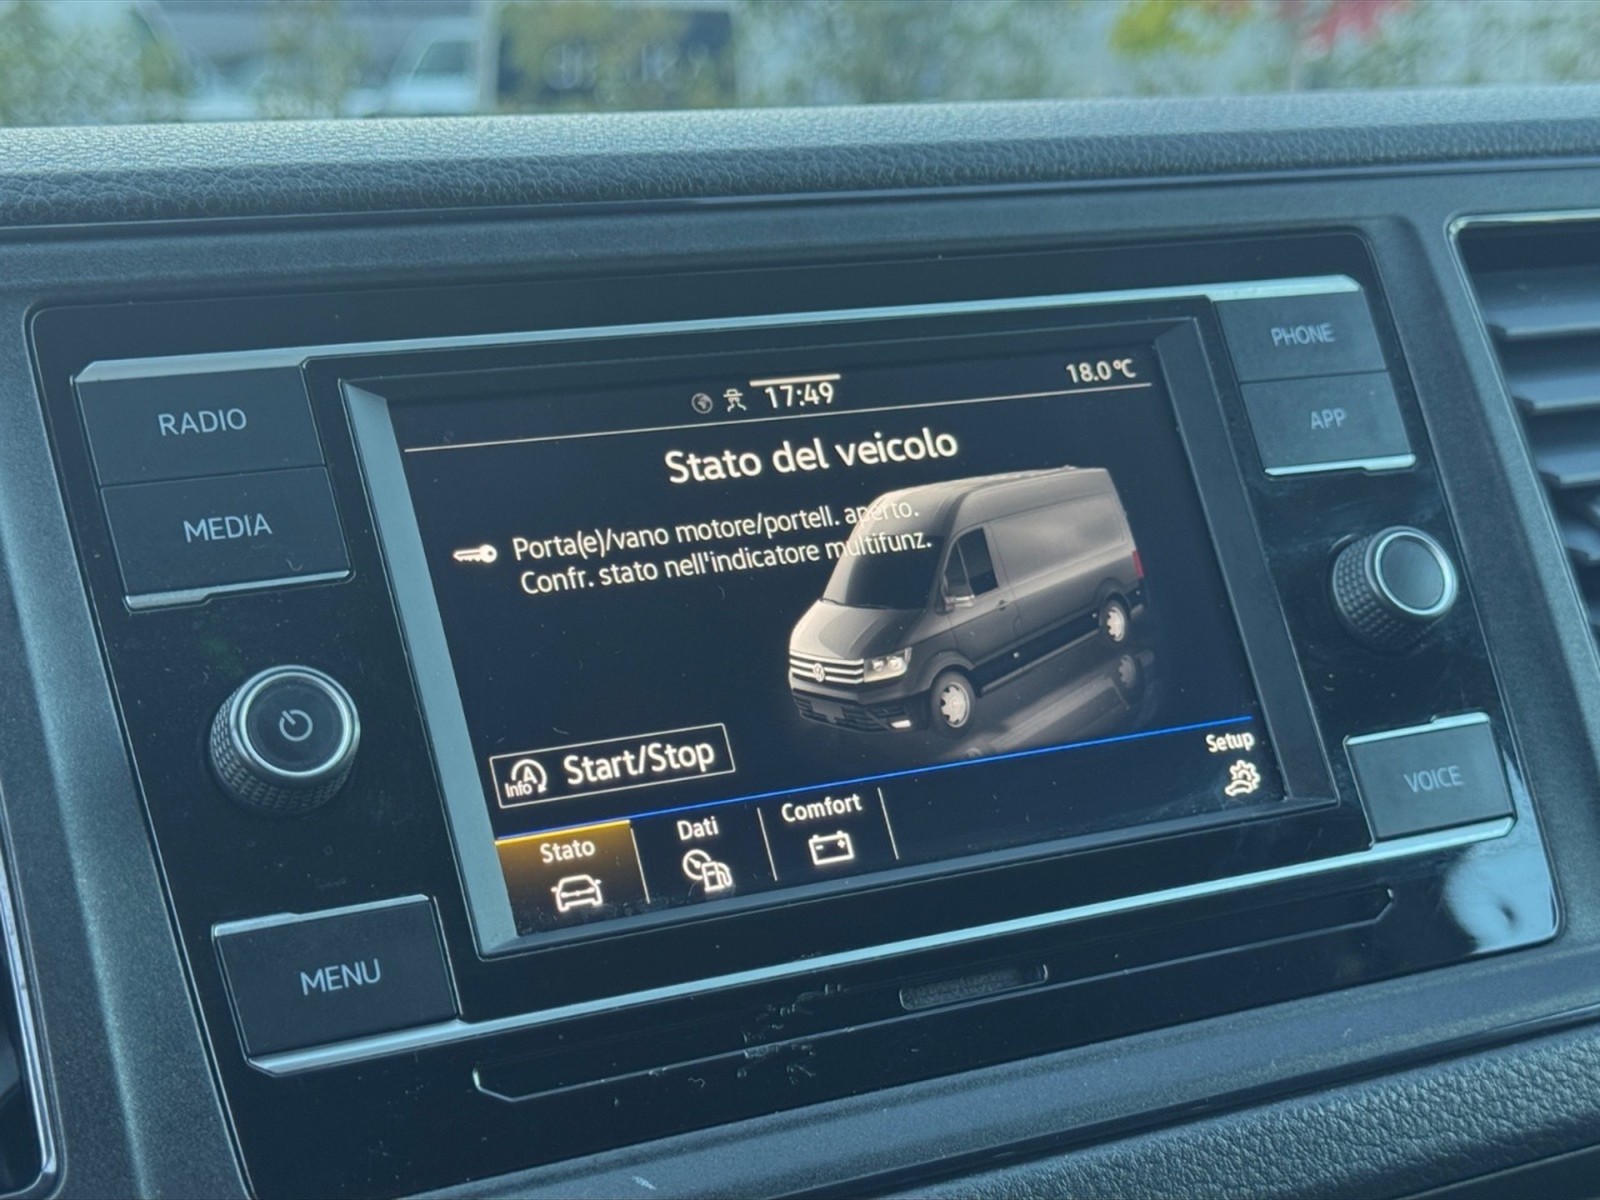 17:49
18.0°C
Stato del veicolo
Porta(e)/vano motore/portell. aperto.
Confr. stato nell'indicatore multifunz.
Info A Start/Stop
Stato
Dati
Comfort
Setup
RADIO
MEDIA
MENU
PHONE
APP
VOICE